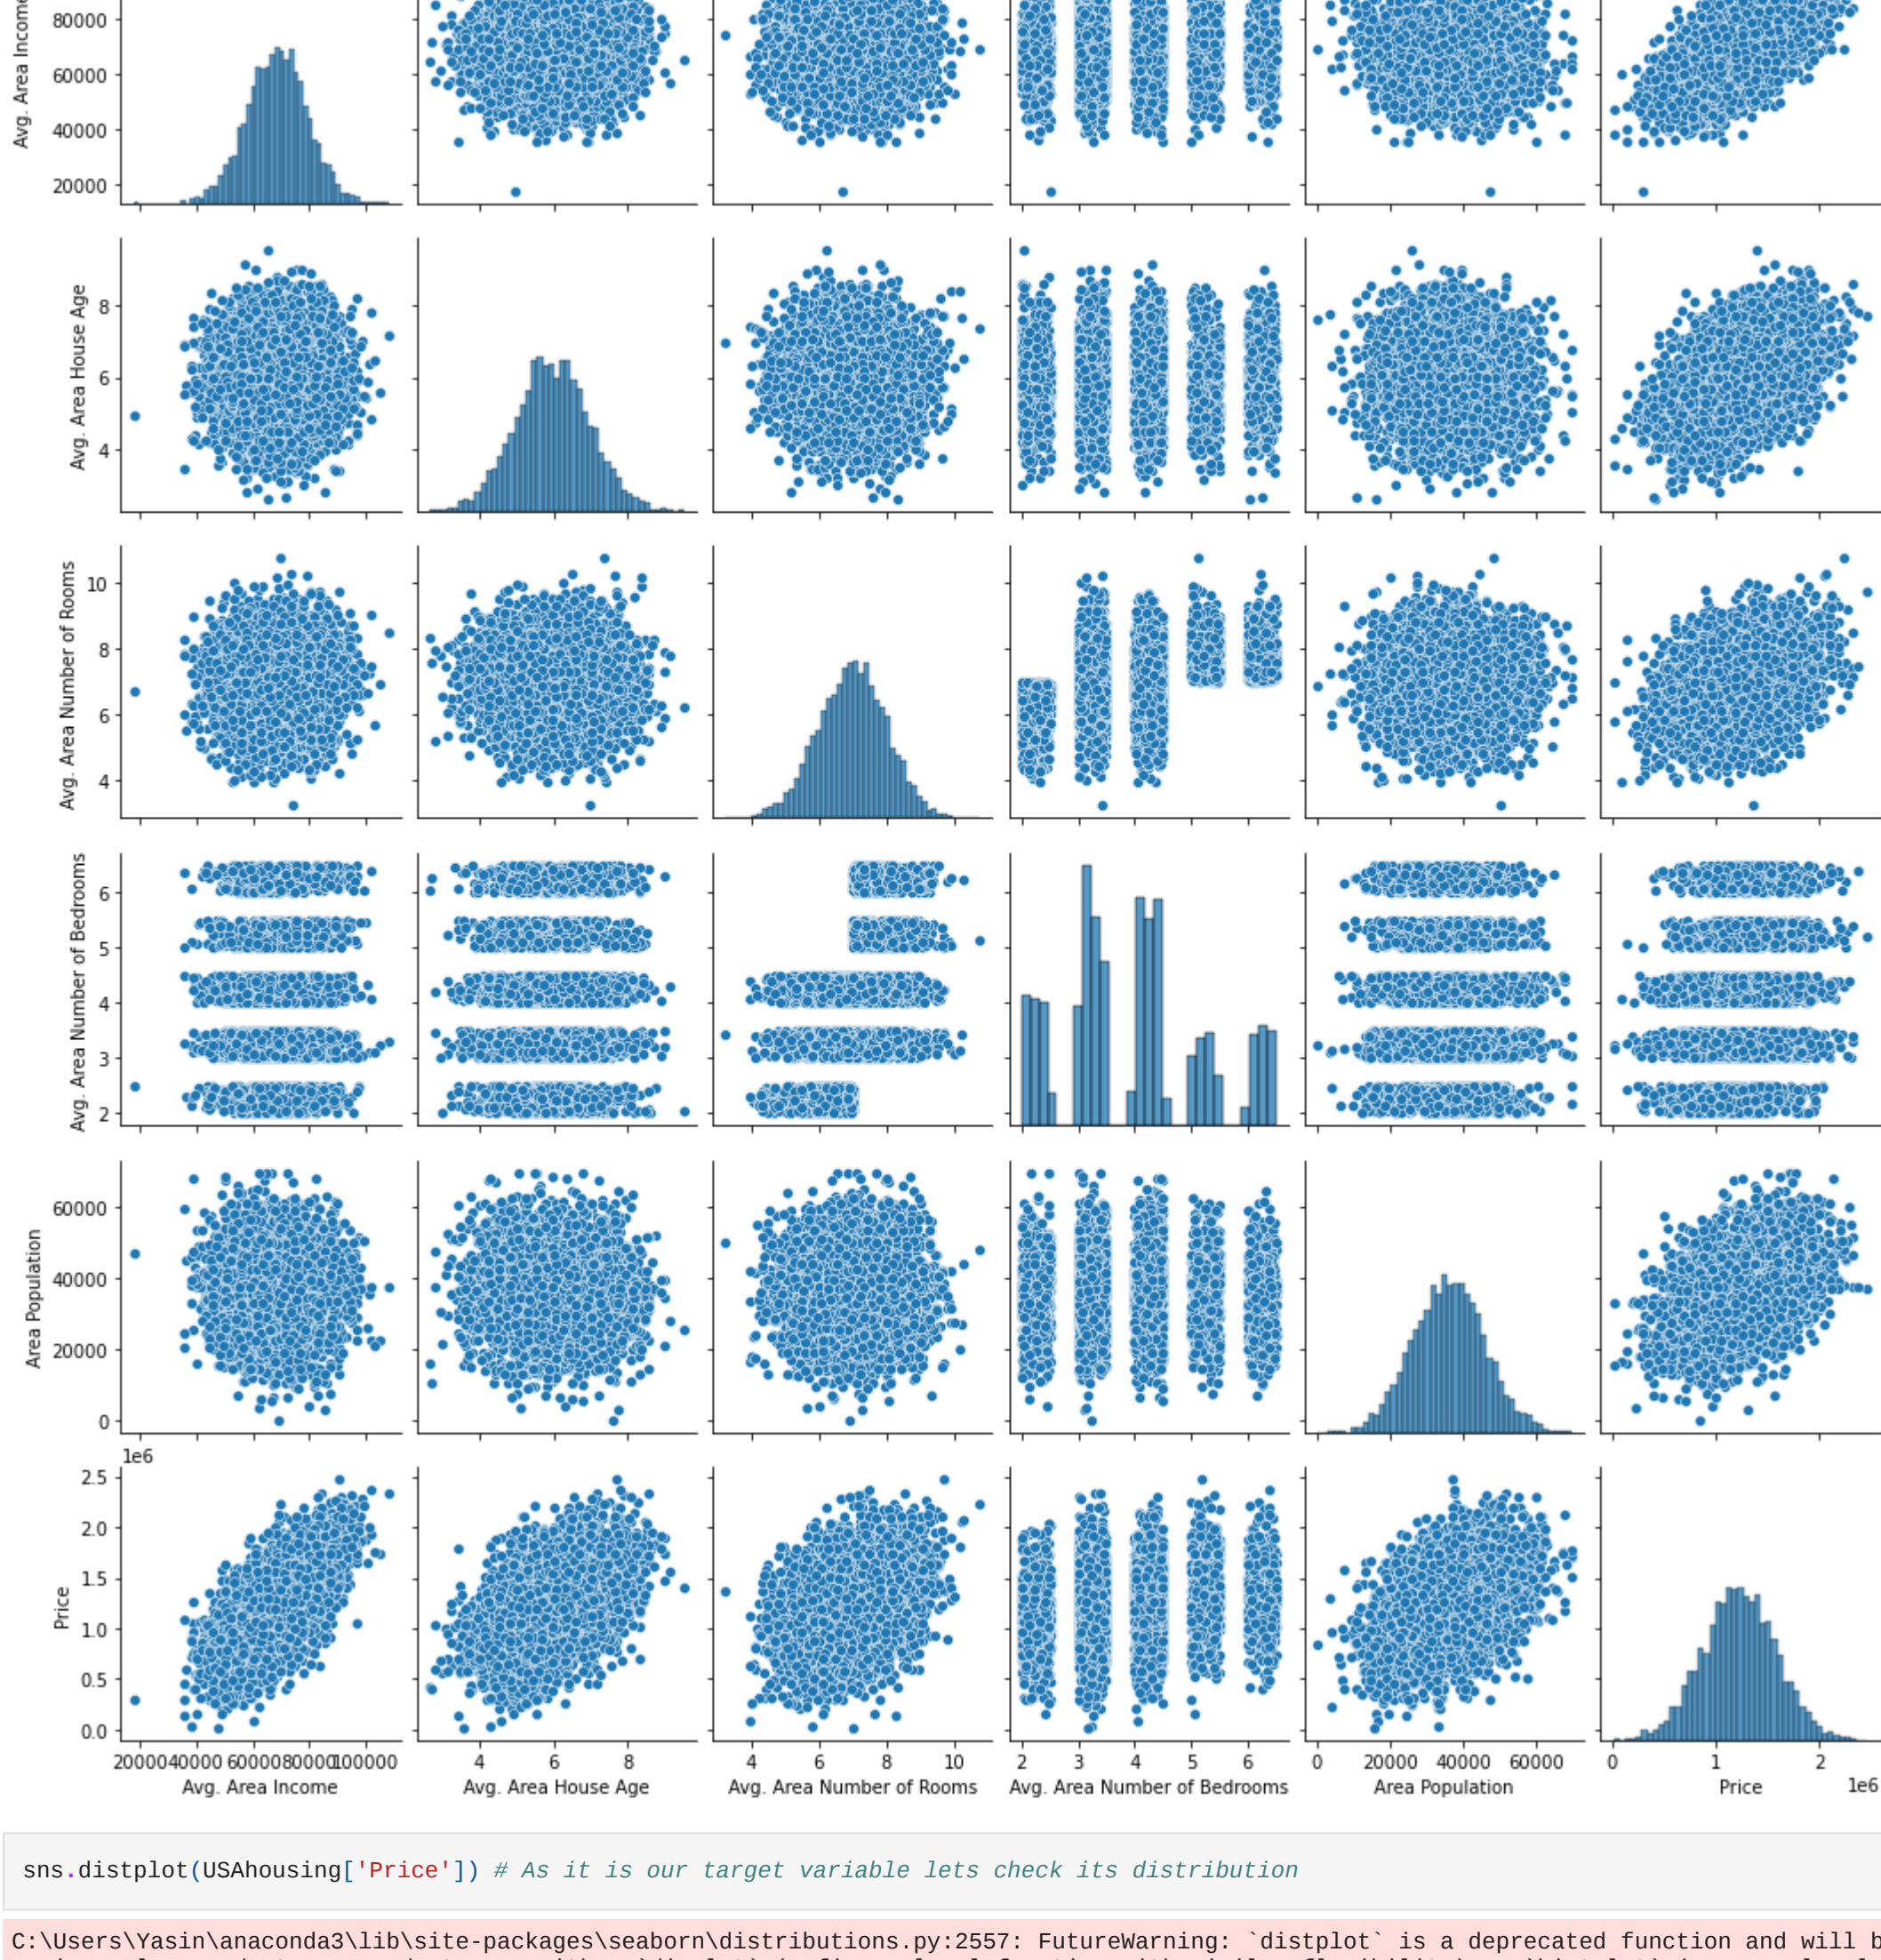 Avg. Area Income
80000
60000
40000
20000
Avg. Area House Age
8
6
4
Avg. Area Number of Rooms
10
8
6
4
Avg. Area Number of Bedrooms
6
5
4
3
2
Area Population
60000
40000
20000
0
1e6
Price
2.5
2.0
1.5
1.0
0.5
0.0
20000 40000 60000 80000 100000 4 6 8 4 6 8 10 2 3 4 5 6 0 20000 40000 60000 0 1 2
Avg. Area Income Avg. Area House Age Avg. Area Number of Rooms Avg. Area Number of Bedrooms Area Population Price 1e6
sns.distplot(USAhousing['Price']) # As it is our target variable lets check its distribution
C:\Users\Yasin\anaconda3\lib\site-packages\seaborn\distributions.py:2557: FutureWarning: `distplot` is a deprecated function and will b